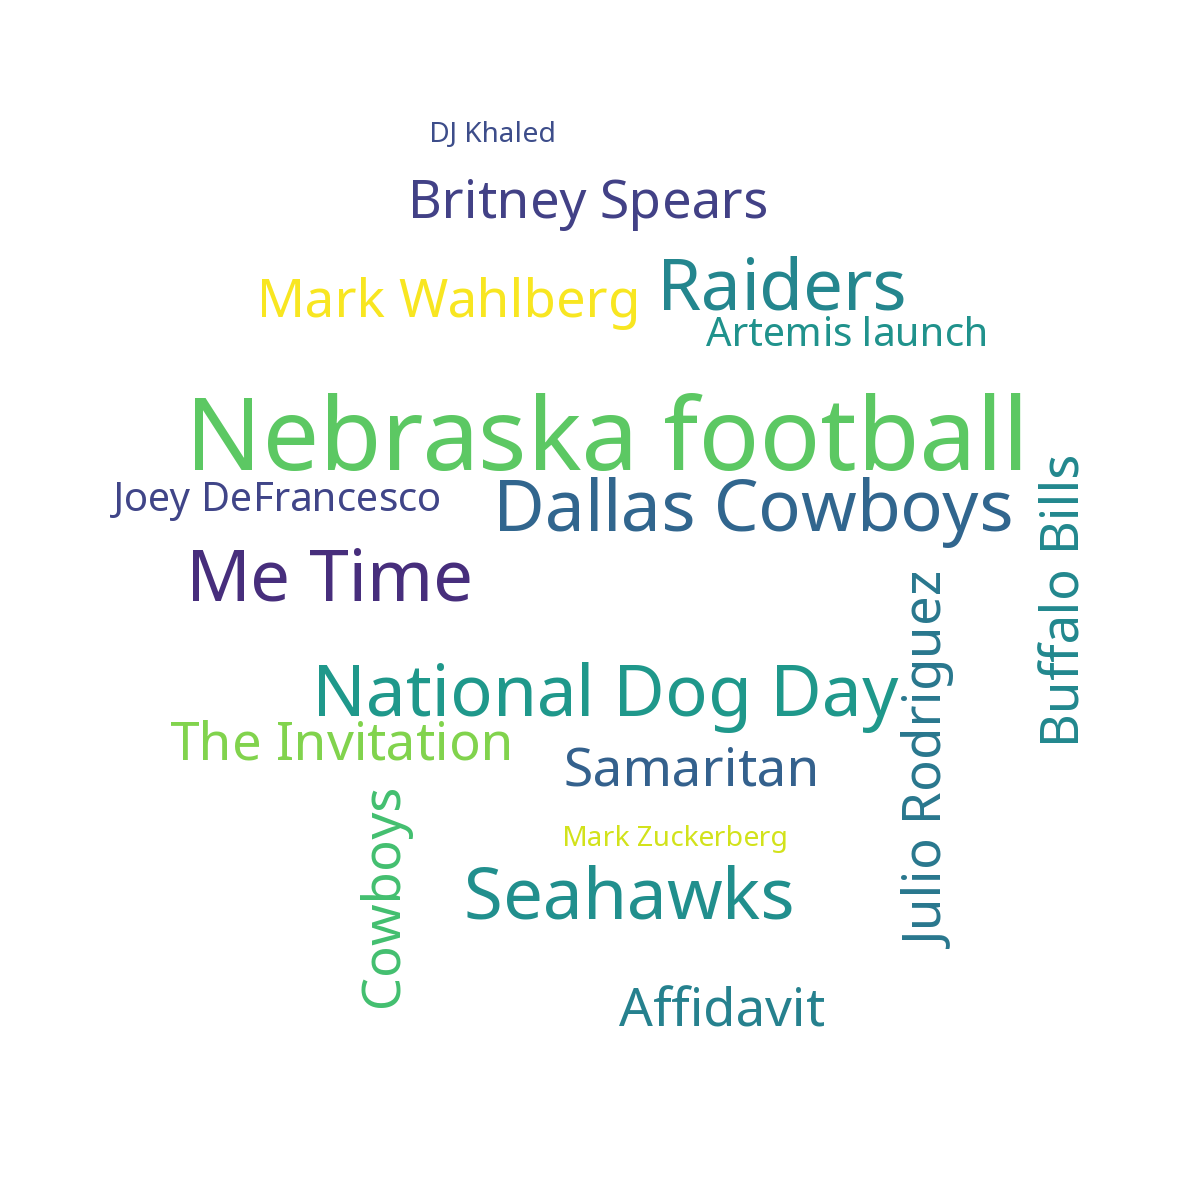 DJ Khaled
Britney Spears
Mark Wahlberg
Raiders
Artemis launch
Nebraska football
Joey DeFrancesco
Dallas Cowboys
Buffalo Bills
Me Time
Julio Rodriguez
National Dog Day
The Invitation
Samaritan
Cowboys
Mark Zuckerberg
Seahawks
Affidavit